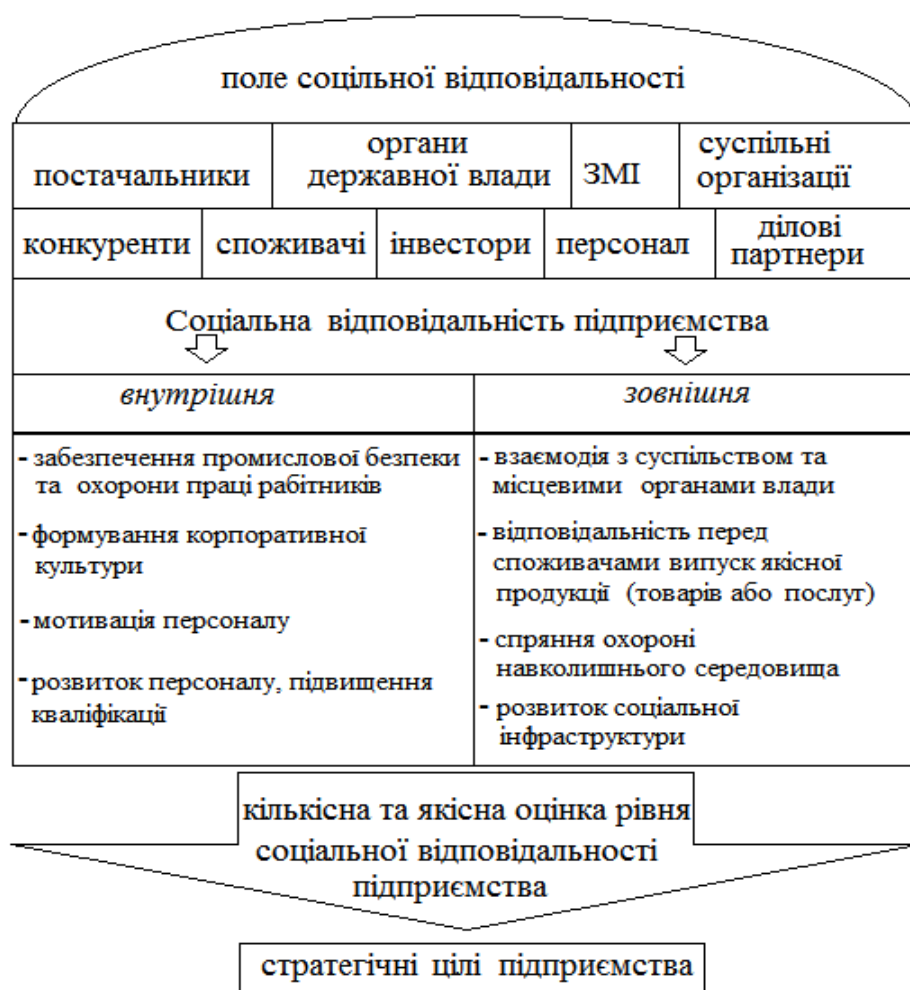 поле соцільної відповідальності
постачальники
органи
державної влади
ЗМІ
суспільні
організації
конкуренти
споживачі
інвестори
персонал
ділові
партнери
Соціальна відповідальність підприємства
внутрішня
зовнішня
- забезпечення промислової безпеки
та охорони праці рабітників
- формування корпоративної
культури
- мотивація персоналу
- розвиток персоналу, підвищення
кваліфікації
- взаємодія з суспільством та
місцевими органами влади
- відповідальність перед
споживачами випуск якісної
продукції (товарів або послуг)
- спряння охороні
навколишнього середовища
- розвиток соціальної
інфраструктури
кількісна та якісна оцінка рівня
соціальної відповідальності
підприємства
стратегічні цілі підприємства